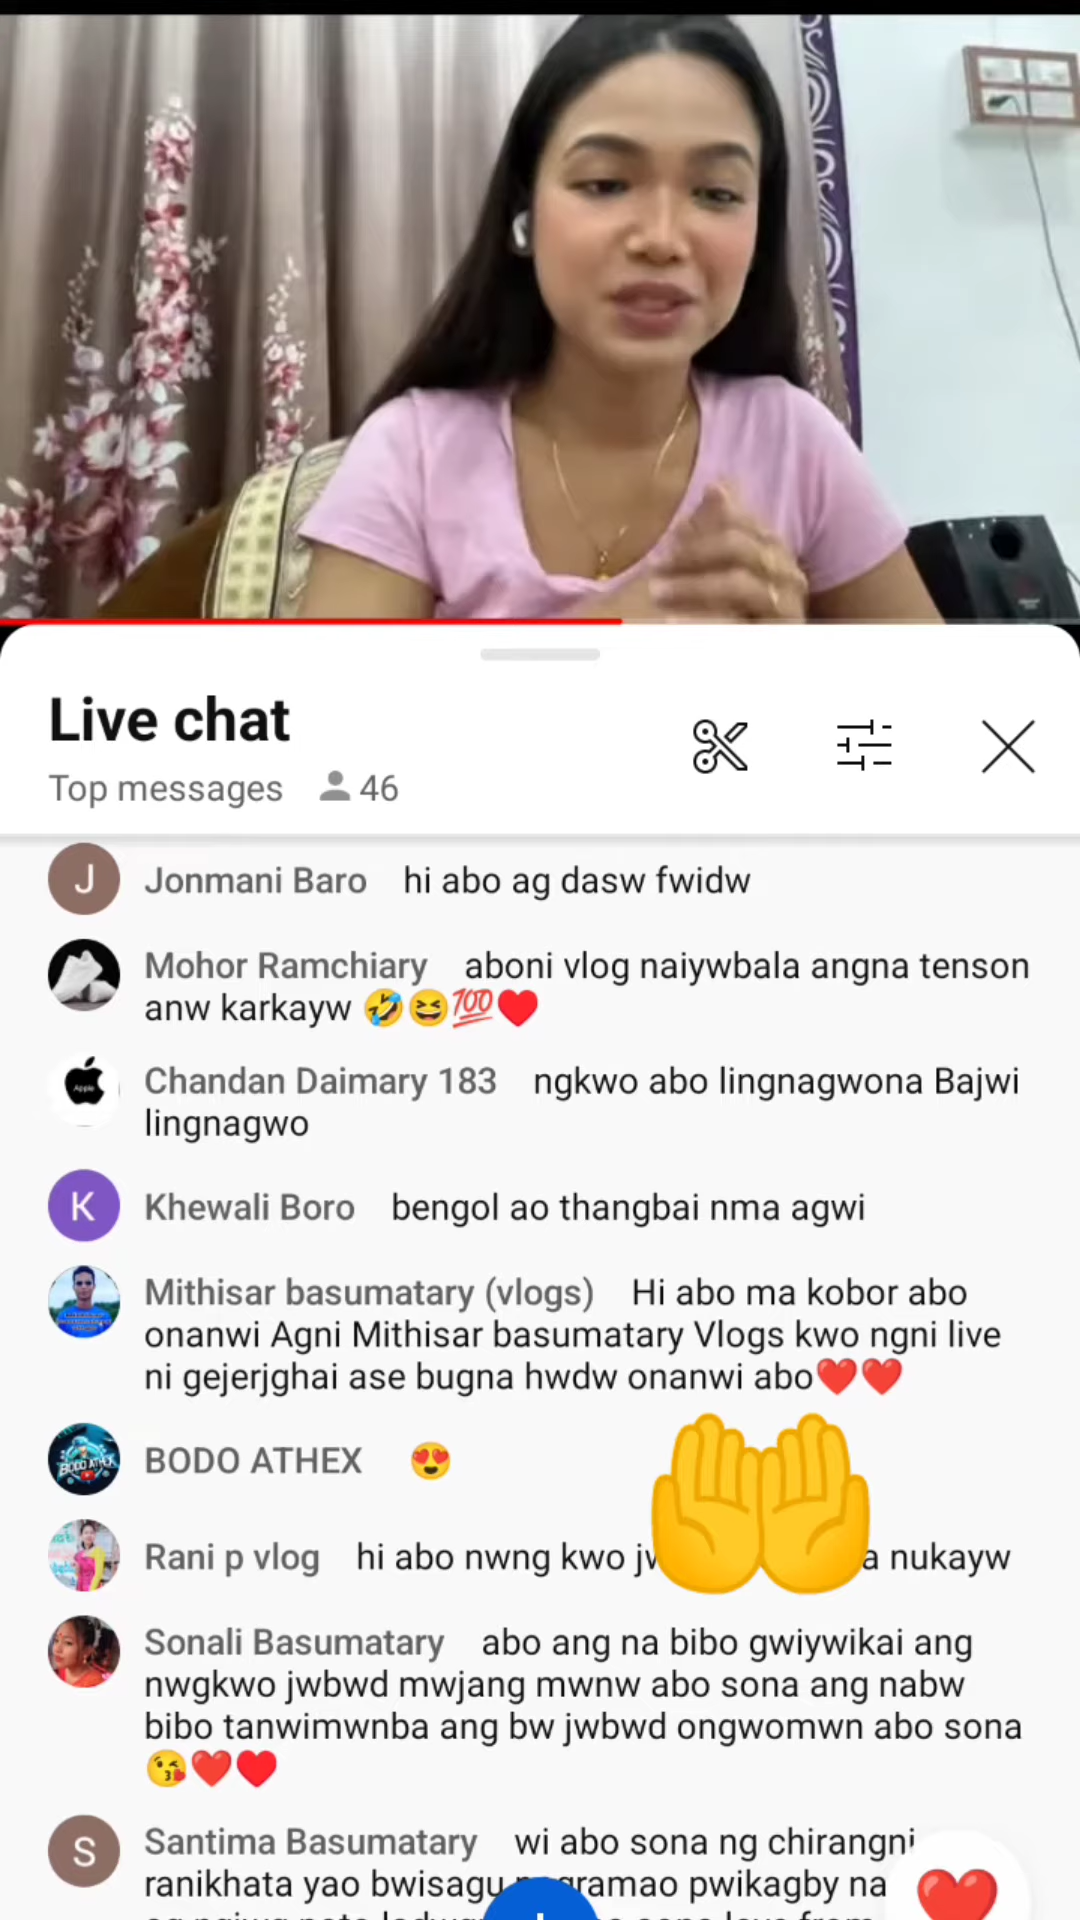 Live chat
Top messages 46
J Jonmani Baro hi abo ag dasw fwidw
Mohor Ramchiary aboni vlog naiywbala angna tenson
anw karkayw 🤣😆💯❤️
Apple
Chandan Daimary 183 ngkwo abo lingnagwona Bajwi
lingnagwo
K Khewali Boro bengol ao thangbai nma agwi
Mithisar basumatary (vlogs) Hi abo ma kobor abo
onanwi Agni Mithisar basumatary Vlogs kwo ngni live
ni gejerjghai ase bugna hwdw onanwi abo❤️❤️
BODO ATHEX
BODO ATHEX 😍
Rani p vlog hi abo nwng kwo nukayw
Sonali Basumatary abo ang na bibo gwiywikai ang
nwgkwo jwbwd mwjang mwnw abo sona ang nabw
bibo tanwimwnba ang bw jwbwd ongwomwn abo sona
😘❤️❤️
S Santima Basumatary wi abo sona ng chirangni
ranikhata yao bwisagu pwikagby na